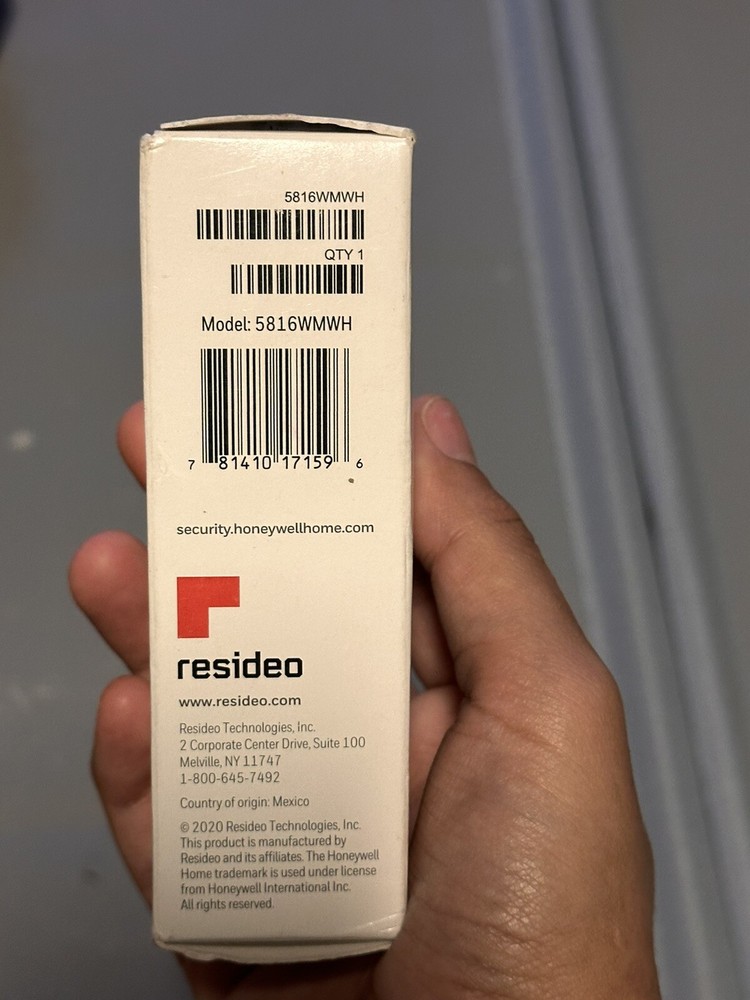 5816WMWH
QTY 1
Model: 5816WMWH
7 81410 17159 6
security.honeywellhome.com
resideo
www.resideo.com
Resideo Technologies, Inc.
2 Corporate Center Drive, Suite 100
Melville, NY 11747
1-800-645-7492
Country of origin: Mexico
© 2020 Resideo Technologies, Inc.
This product is manufactured by
Resideo and its affiliates. The Honeywell
Home trademark is used under license
from Honeywell International Inc.
All rights reserved.